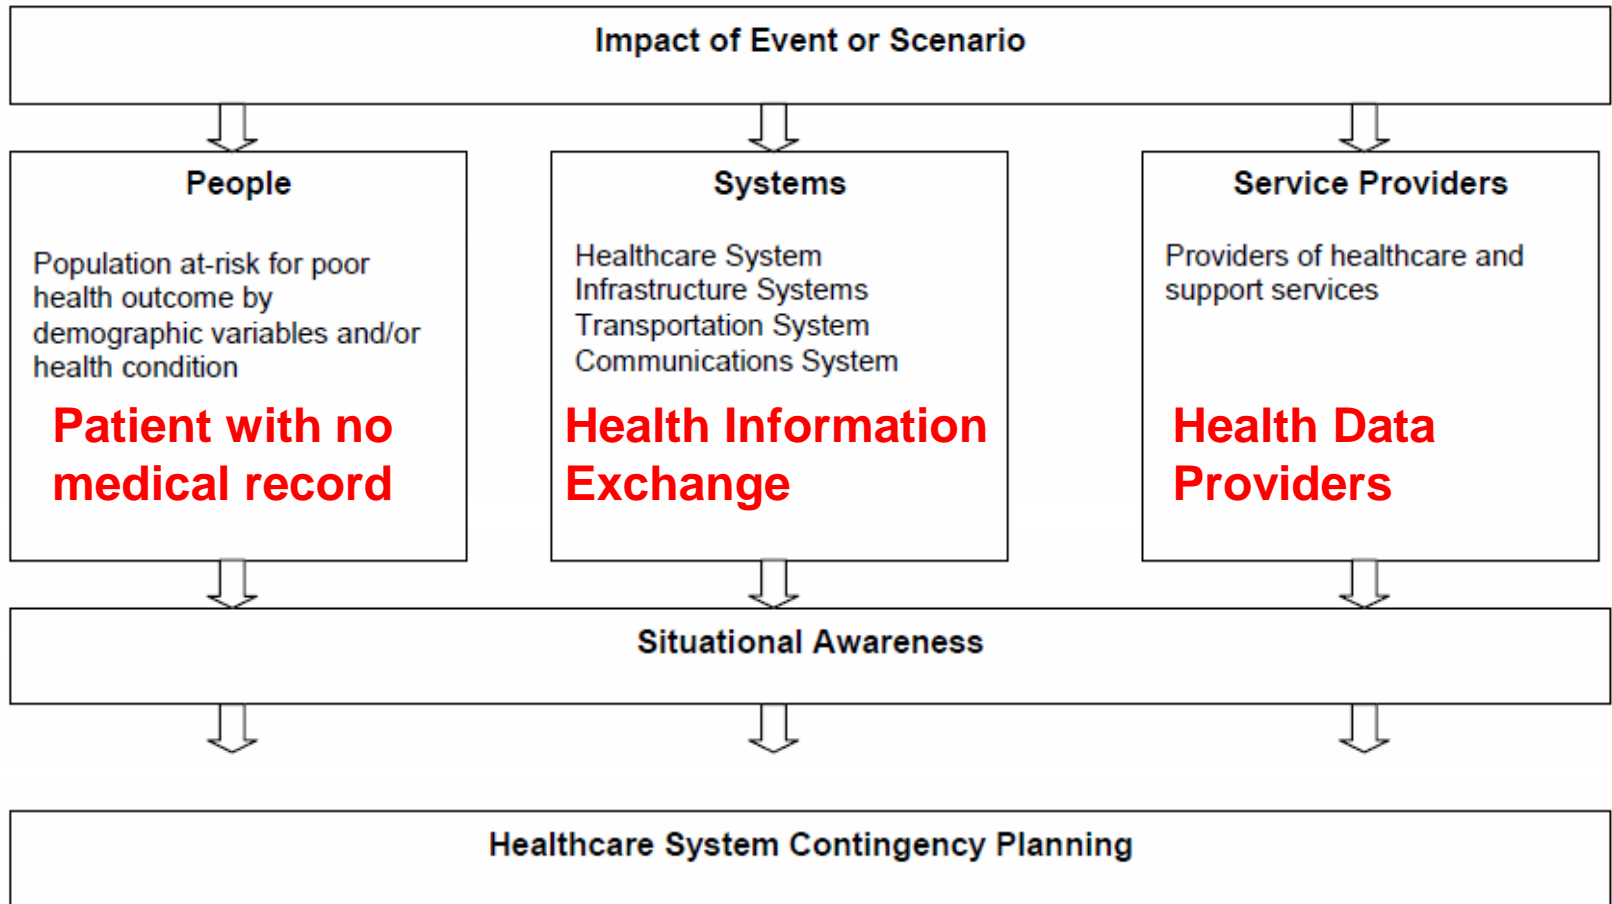 Impact of Event or Scenario
People
Population at-risk for poor
health outcome by
demographic variables and/or
health condition
Patient with no
medical record
Systems
Healthcare System
Infrastructure Systems
Transportation System
Communications System
Health Information
Exchange
Service Providers
Providers of healthcare and
support services
Health Data
Providers
Situational Awareness
Healthcare System Contingency Planning